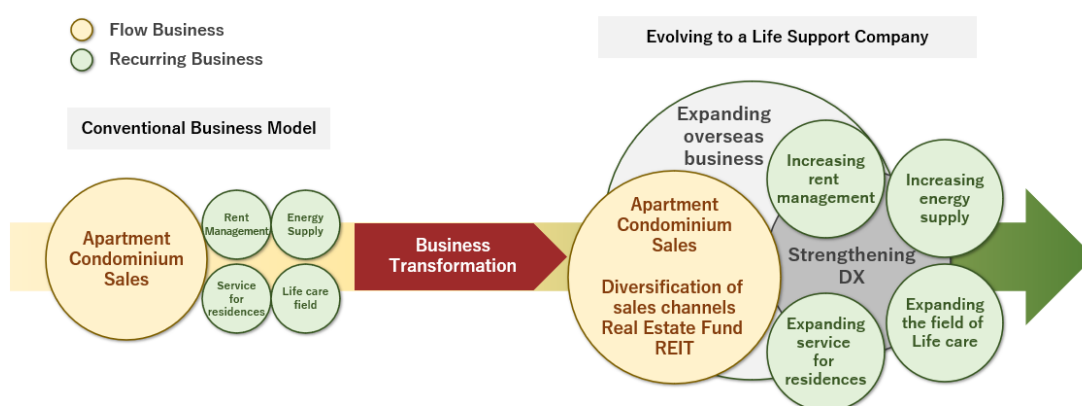 Flow Business
Recurring Business
Conventional Business Model
Apartment
Condominium
Sales
Rent
Management
Energy
Supply
Service
for
residences
Life care
field
Business
Transformation
Evolving to a Life Support Company
Expanding
overseas
business
Apartment
Condominium
Sales
Diversification of
sales channels
Real Estate Fund
REIT
Increasing
rent
management
Increasing
energy
supply
Strengthening
DX
Expanding
service
for
residences
Expanding
the field of
Life care